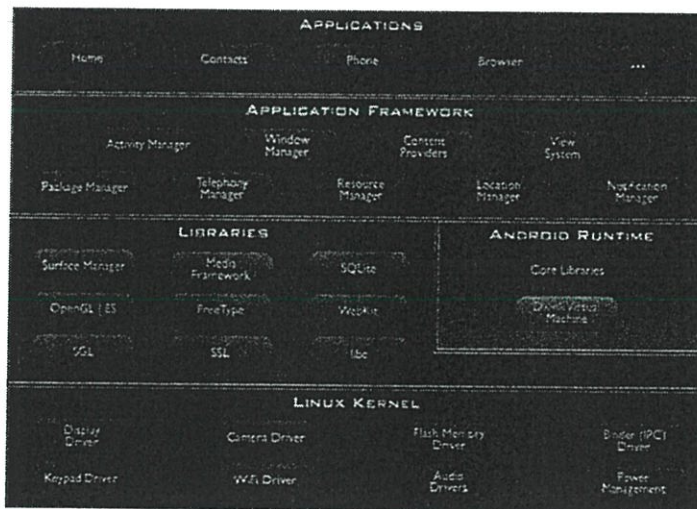 APPLICATIONS
Home Contacts Phone Browser ...
APPLICATION FRAMEWORK
Activity Manager Window Manager Content Providers View System
Package Manager Telephony Manager Resource Manager Location Manager Notification Manager
LIBRARIES
Surface Manager Media Framework SQLite
OpenGL | ES FreeType WebKit
SGL SSL libc
ANDROID RUNTIME
Core Libraries
Dalvik Virtual Machine
LINUX KERNEL
Display Driver Camera Driver Flash Memory Driver Binder (IPC) Driver
Keypad Driver WiFi Driver Audio Drivers Power Management